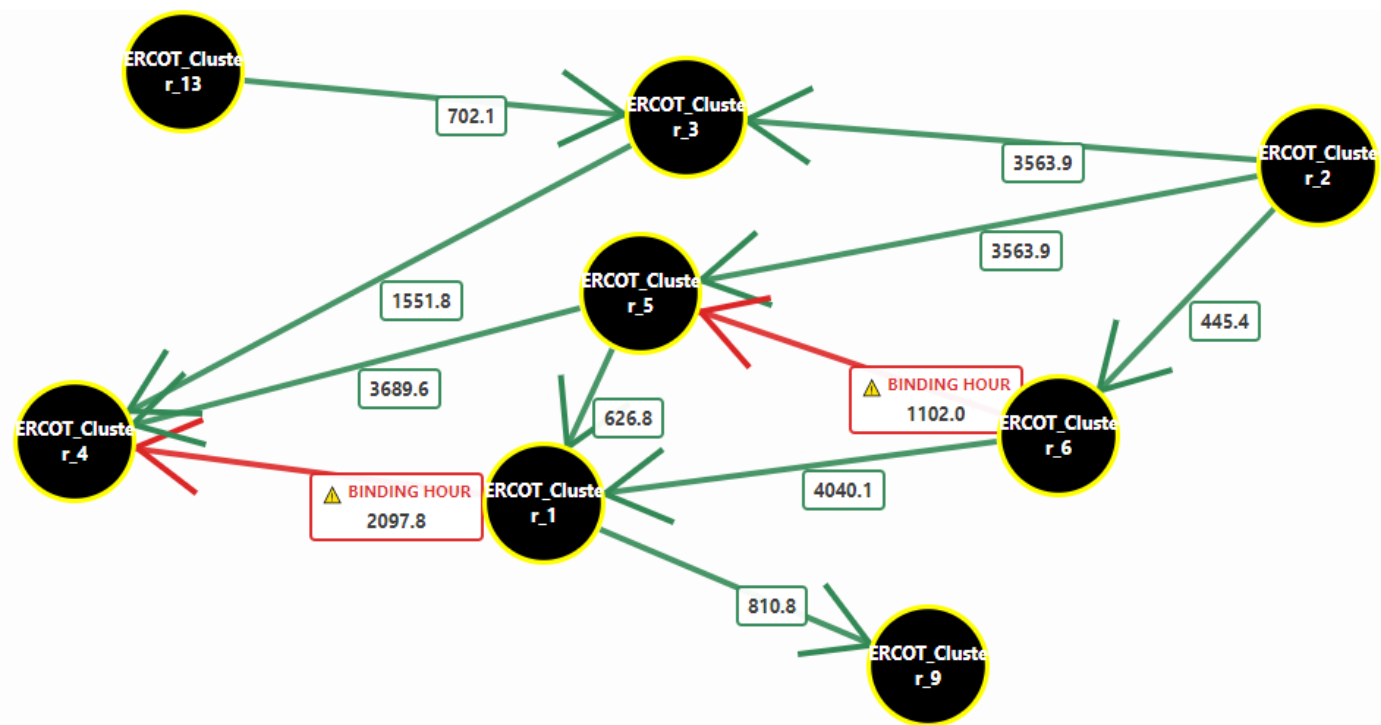 ERCOT_Cluste
r_13
702.1
ERCOT_Cluste
r_3
3563.9
ERCOT_Cluste
r_2
3563.9
ERCOT_Cluste
r_5
1551.8
445.4
3689.6
BINDING HOUR
1102.0
626.8
ERCOT_Cluste
r_4
ERCOT_Cluste
r_6
BINDING HOUR
2097.8
ERCOT_Cluste
r_1
4040.1
810.8
ERCOT_Cluste
r_9